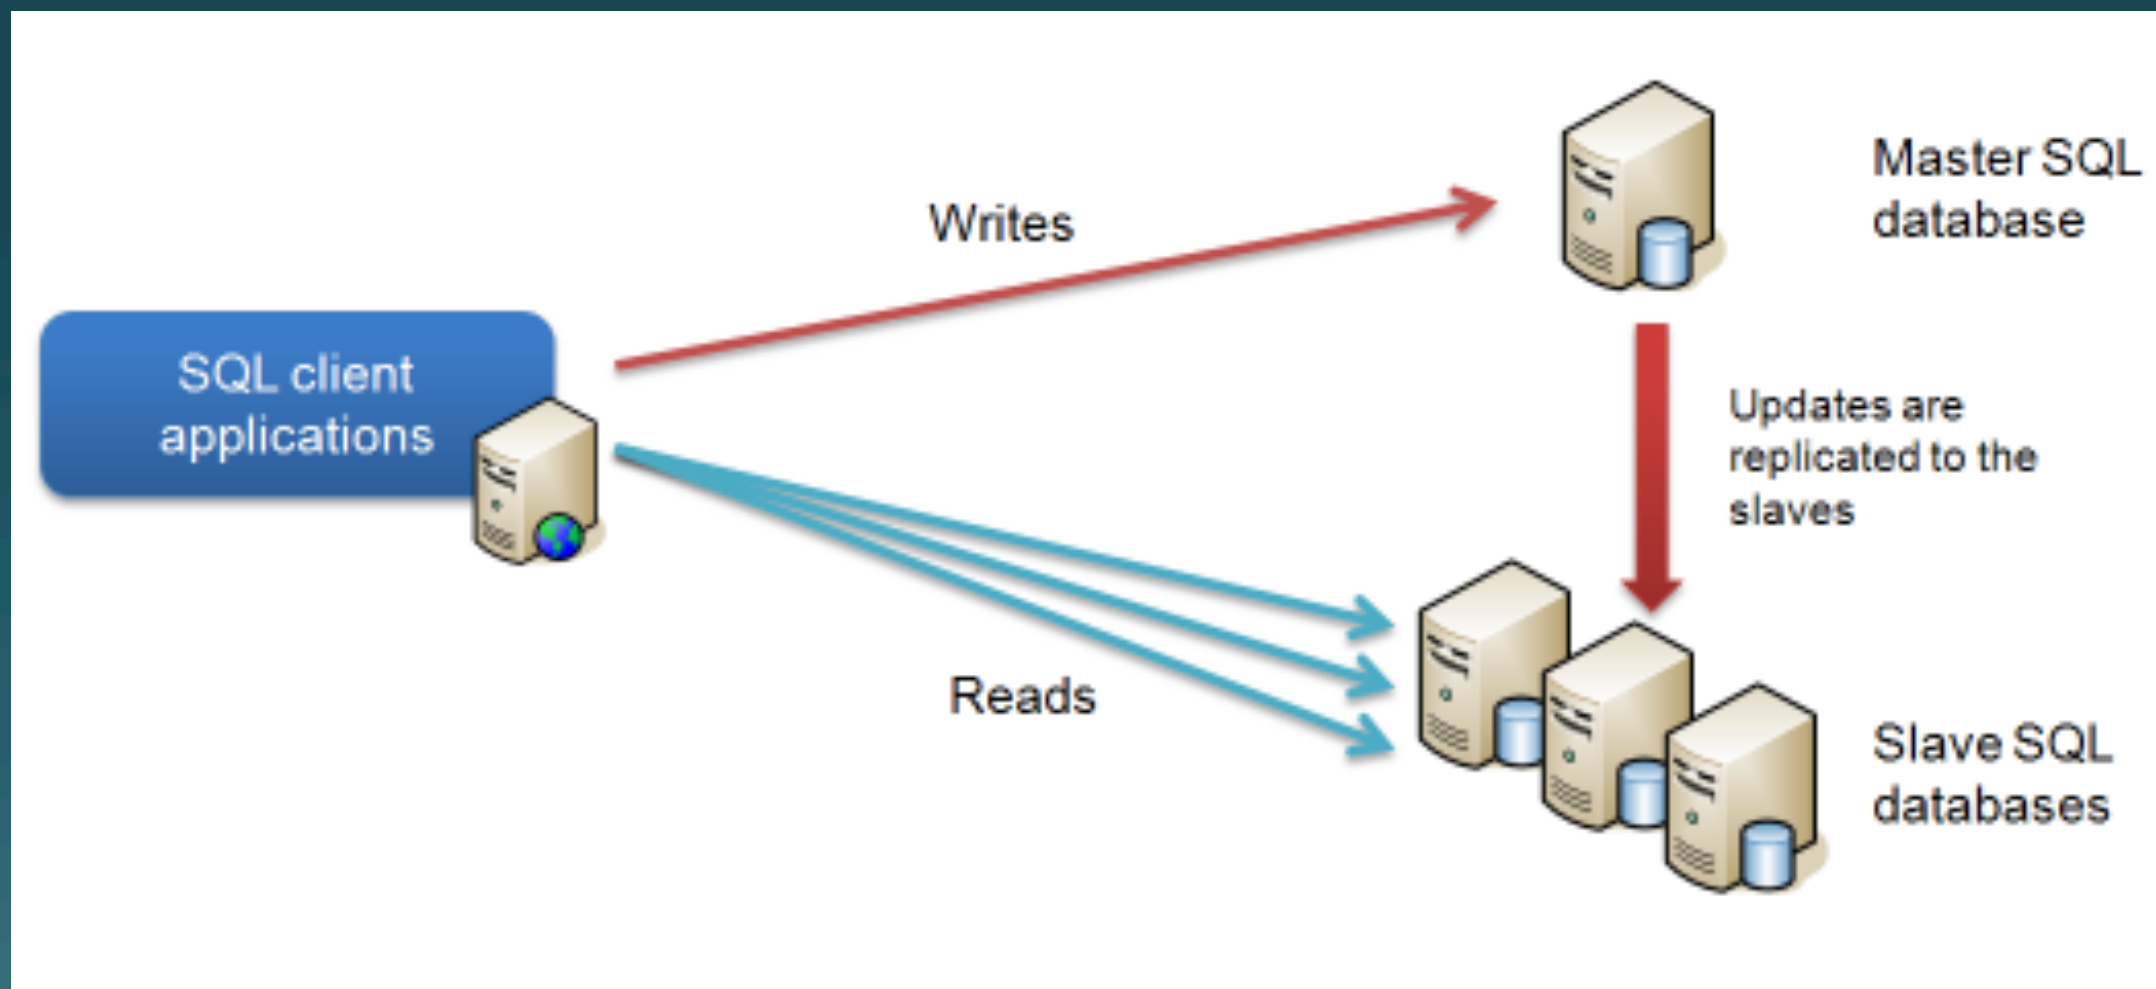 Master SQL
database
Writes
SQL client
applications
Updates are
replicated to the
slaves
Reads
Slave SQL
databases